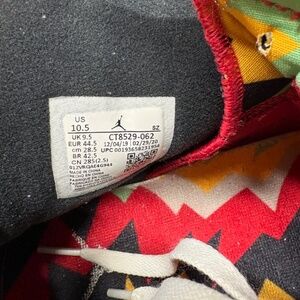 US
10.5
SZ
UK 9.5 CT8529-062
EUR 44.5 12/04/19 02/29/20
cm 28.5 UPC
BR 42.5
CN 285(2.5)
MADE IN CHINA